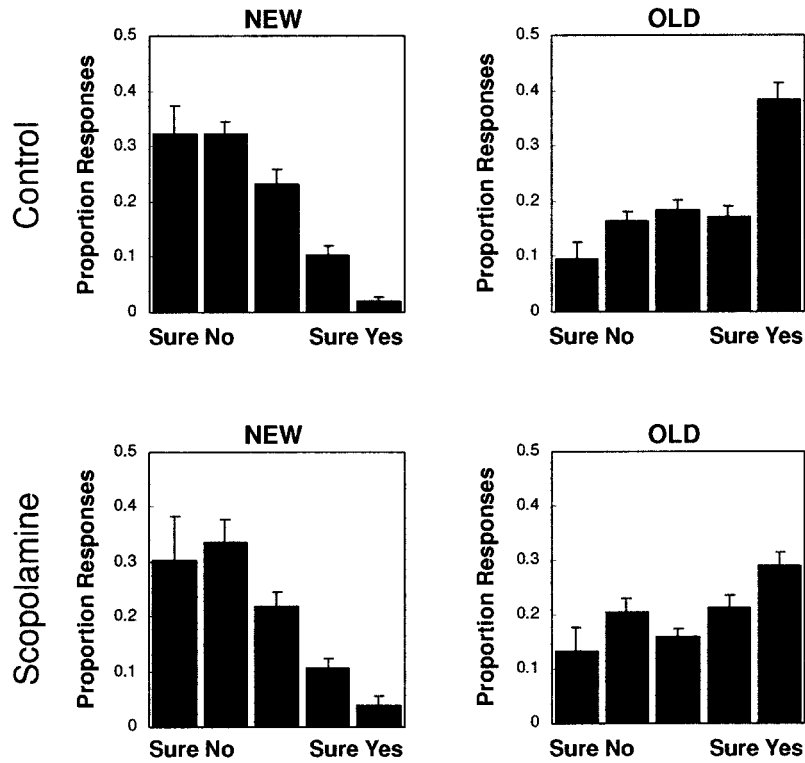 NEW
OLD
Control
Proportion Responses
0.5
0.4
0.3
0.2
0.1
0
Sure No Sure Yes
Proportion Responses
0.5
0.4
0.3
0.2
0.1
0
Sure No Sure Yes
NEW
OLD
Scopolamine
Proportion Responses
0.5
0.4
0.3
0.2
0.1
0
Sure No Sure Yes
Proportion Responses
0.5
0.4
0.3
0.2
0.1
0
Sure No Sure Yes